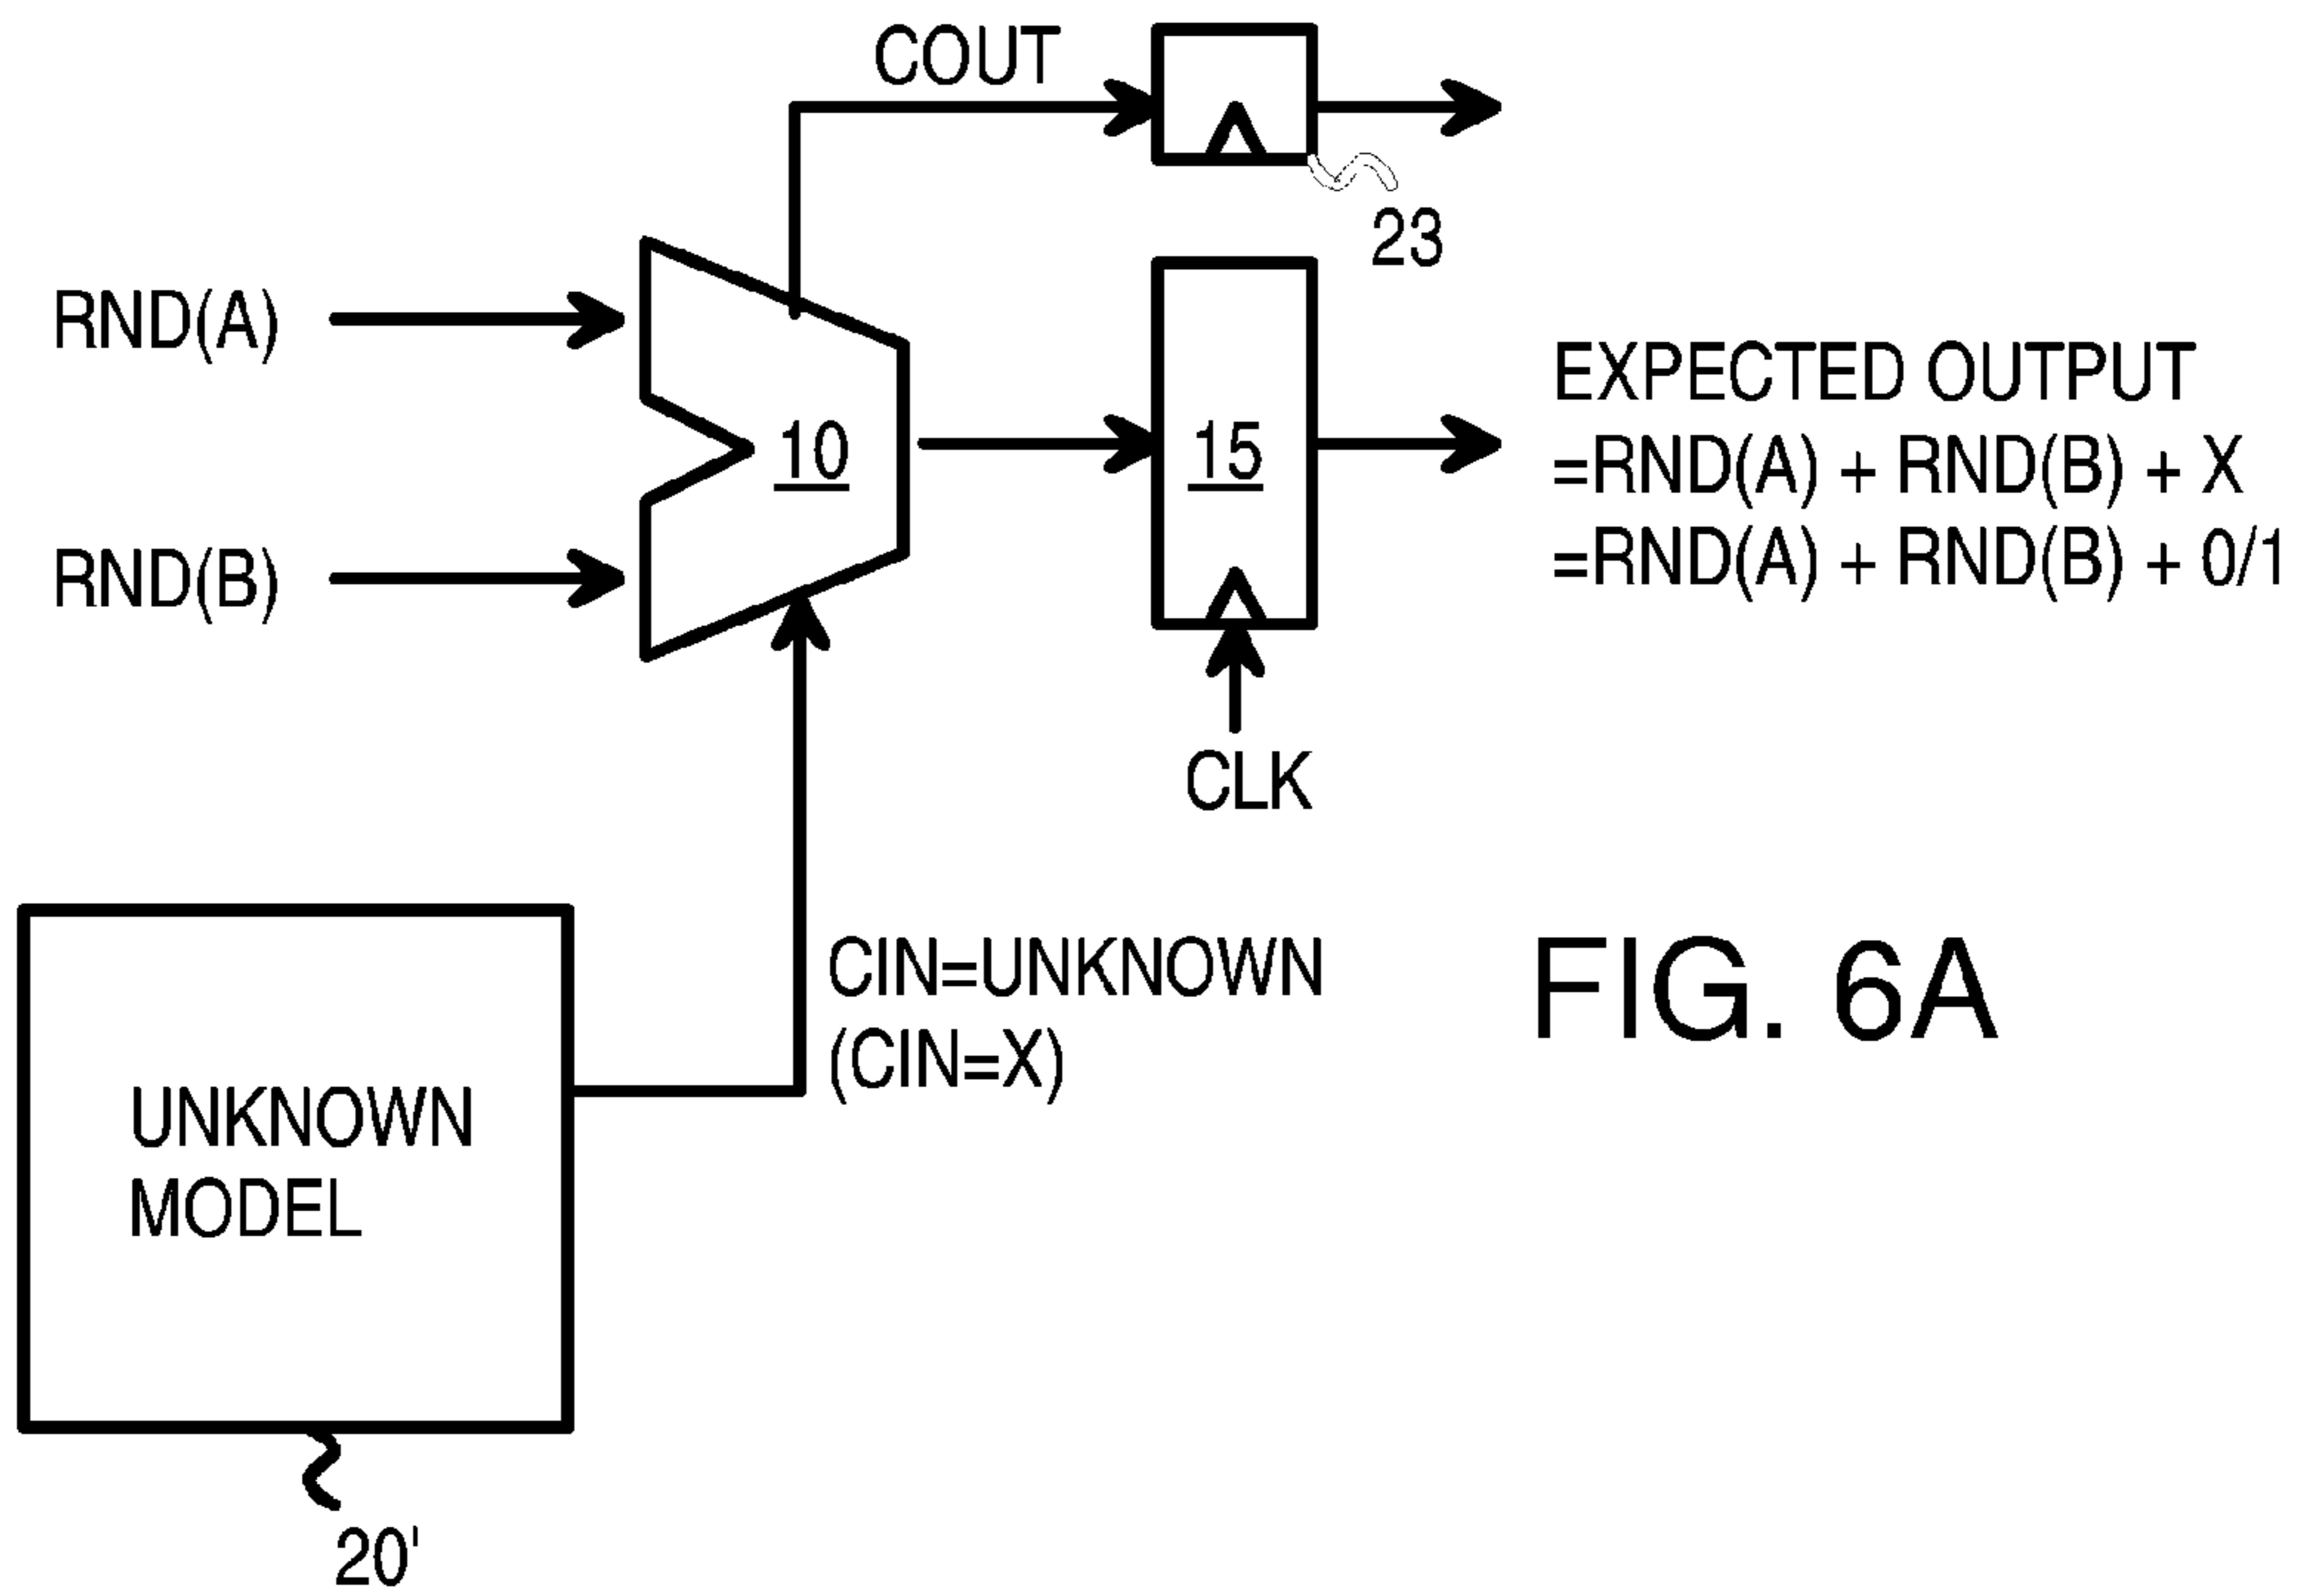 COUT
23
RND(A)
10
15
EXPECTED OUTPUT
=RND(A) + RND(B) + X
=RND(A) + RND(B) + 0/1
RND(B)
CLK
CIN=UNKNOWN
(CIN=X)
FIG. 6A
UNKNOWN
MODEL
20'